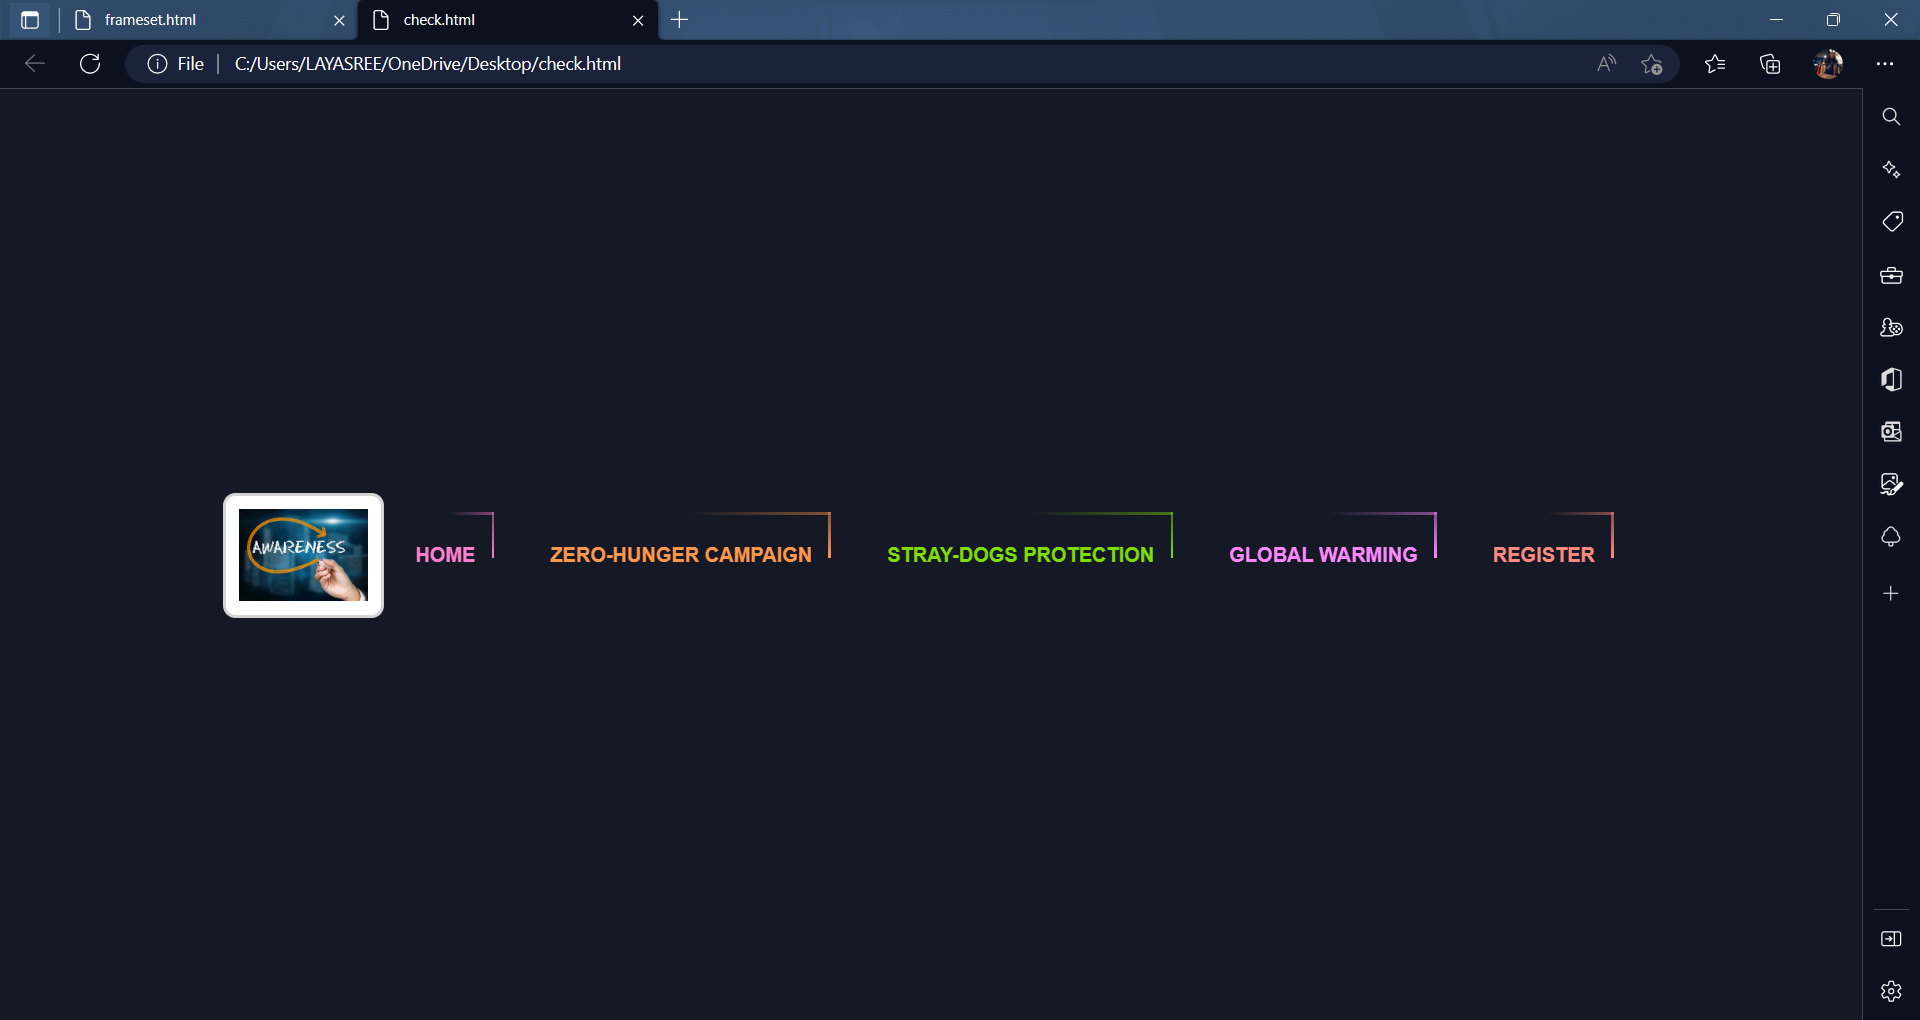 frameset.html
check.html
File
C:/Users/LAYASREE/OneDrive/Desktop/check.html
AWARENESS
HOME
ZERO-HUNGER CAMPAIGN
STRAY-DOGS PROTECTION
GLOBAL WARMING
REGISTER